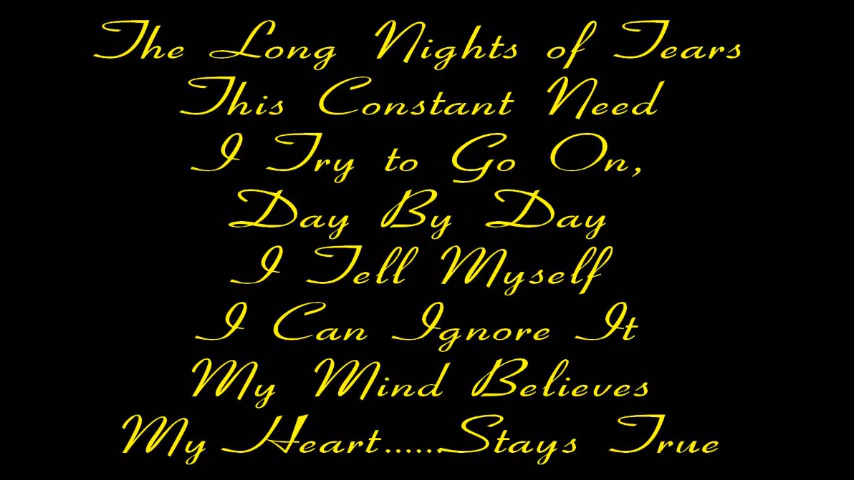 The Long Nights of Tears
This Constant Need
I Try to Go On,
Day By Day
I Tell Myself
I Can Ignore It
My Mind Believes
My Heart.....Stays True